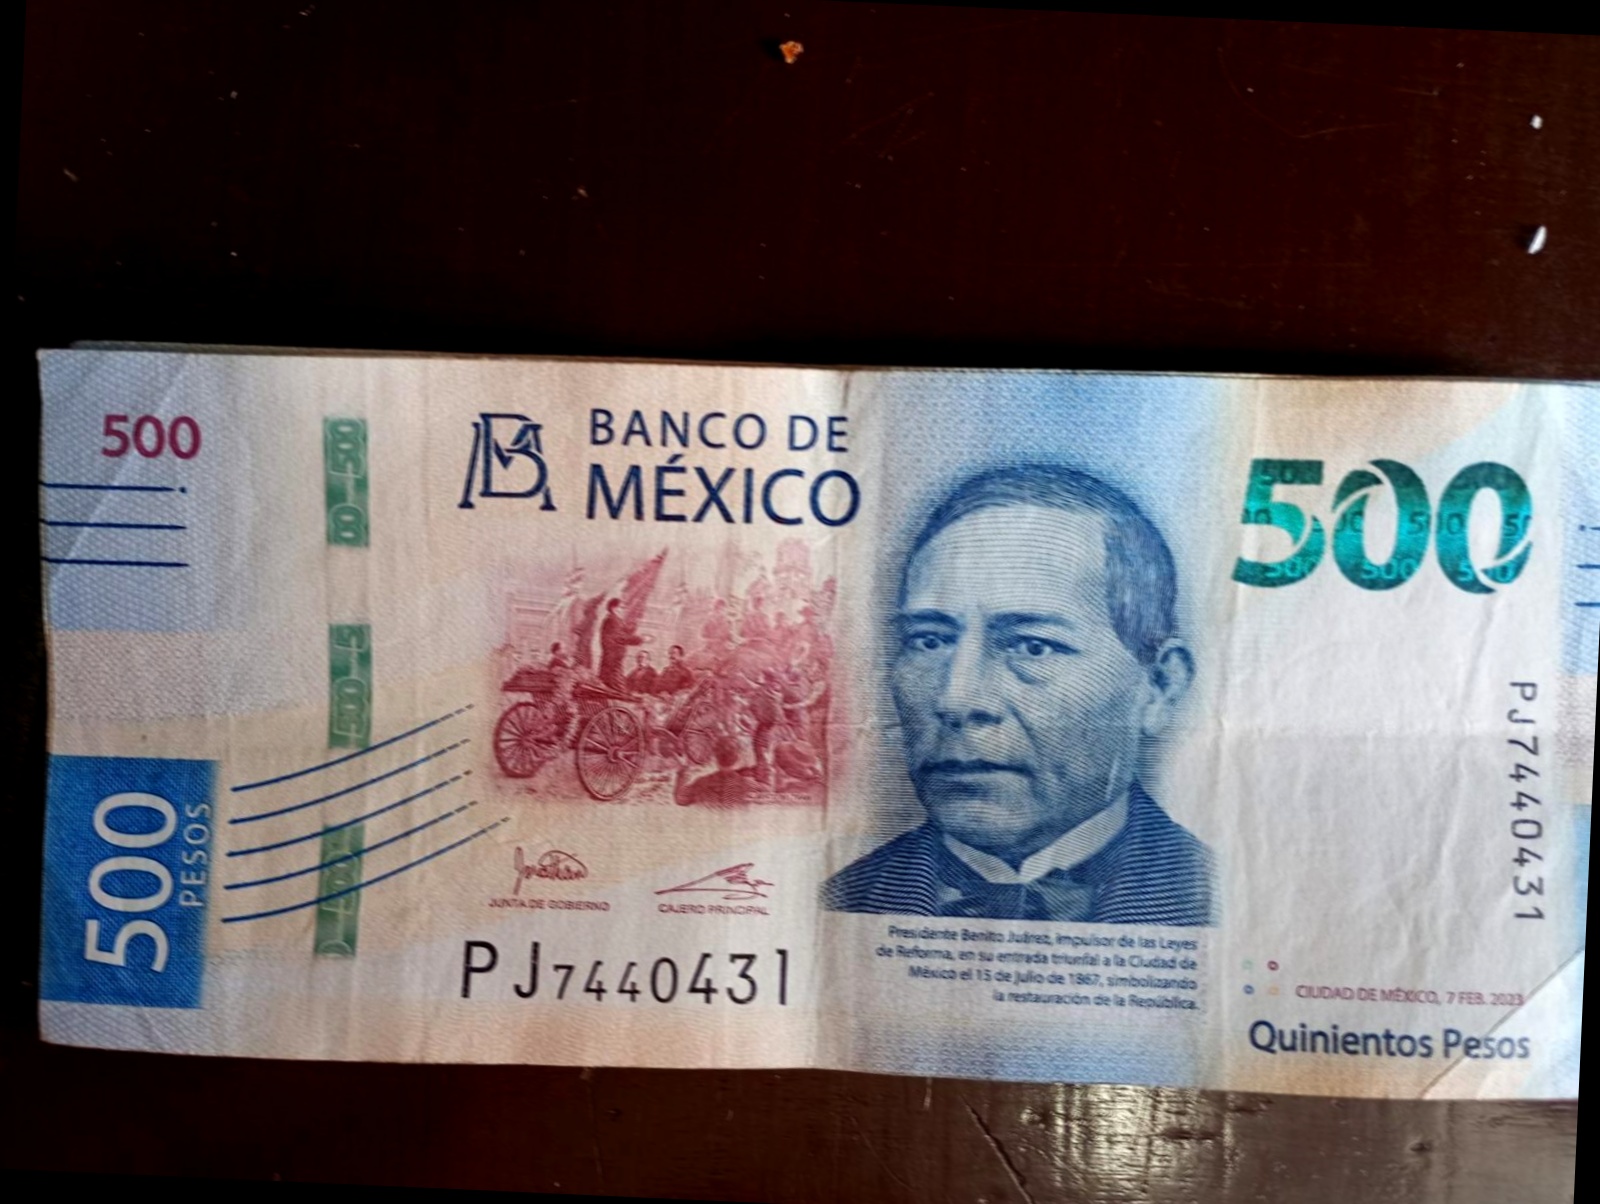 500
BM
BANCO DE
MÉXICO
500
500
PESOS
JUNTA DE GOBIERNO
CAJERO PRINCIPAL
PJ7440431
PJ7440431
Presidente Benito Juárez, impulsor de las Leyes
de Reforma, en su entrada triunfal a la Ciudad de
México el 15 de julio de 1867, simbolizando
la restauración de la República.
CIUDAD DE MÉXICO, 7 FEB. 2023
Quinientos Pesos